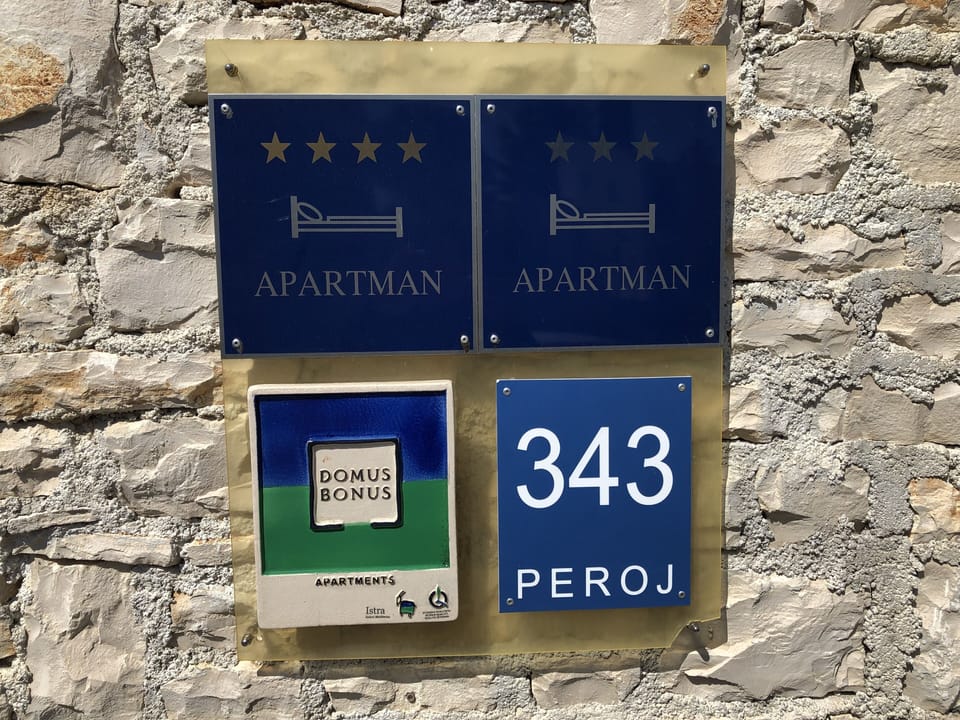 APARTMAN
APARTMAN
DOMUS
BONUS
APARTMENTS
Istra
343
PEROJ